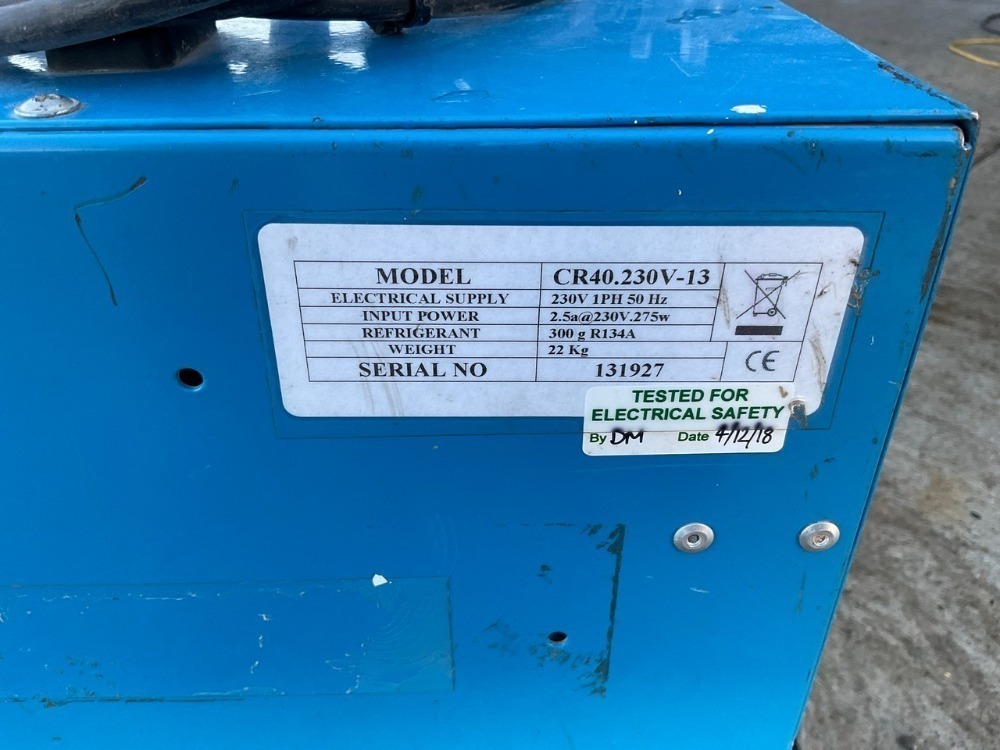 MODEL CR40.230V-13
ELECTRICAL SUPPLY 230V 1PH 50 Hz
INPUT POWER 2.5a@230V.275w
REFRIGERANT 300 g R134A
WEIGHT 22 Kg
SERIAL NO 131927
CE
TESTED FOR
ELECTRICAL SAFETY
By DM Date 4/12/18